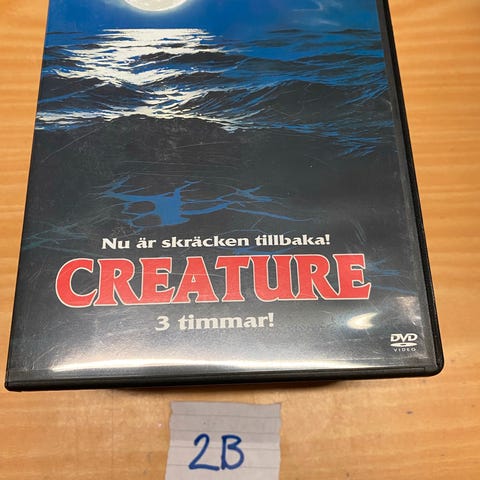 Nu är skräcken tillbaka!
CREATURE
3 timmar!
DVD
VIDEO
2B